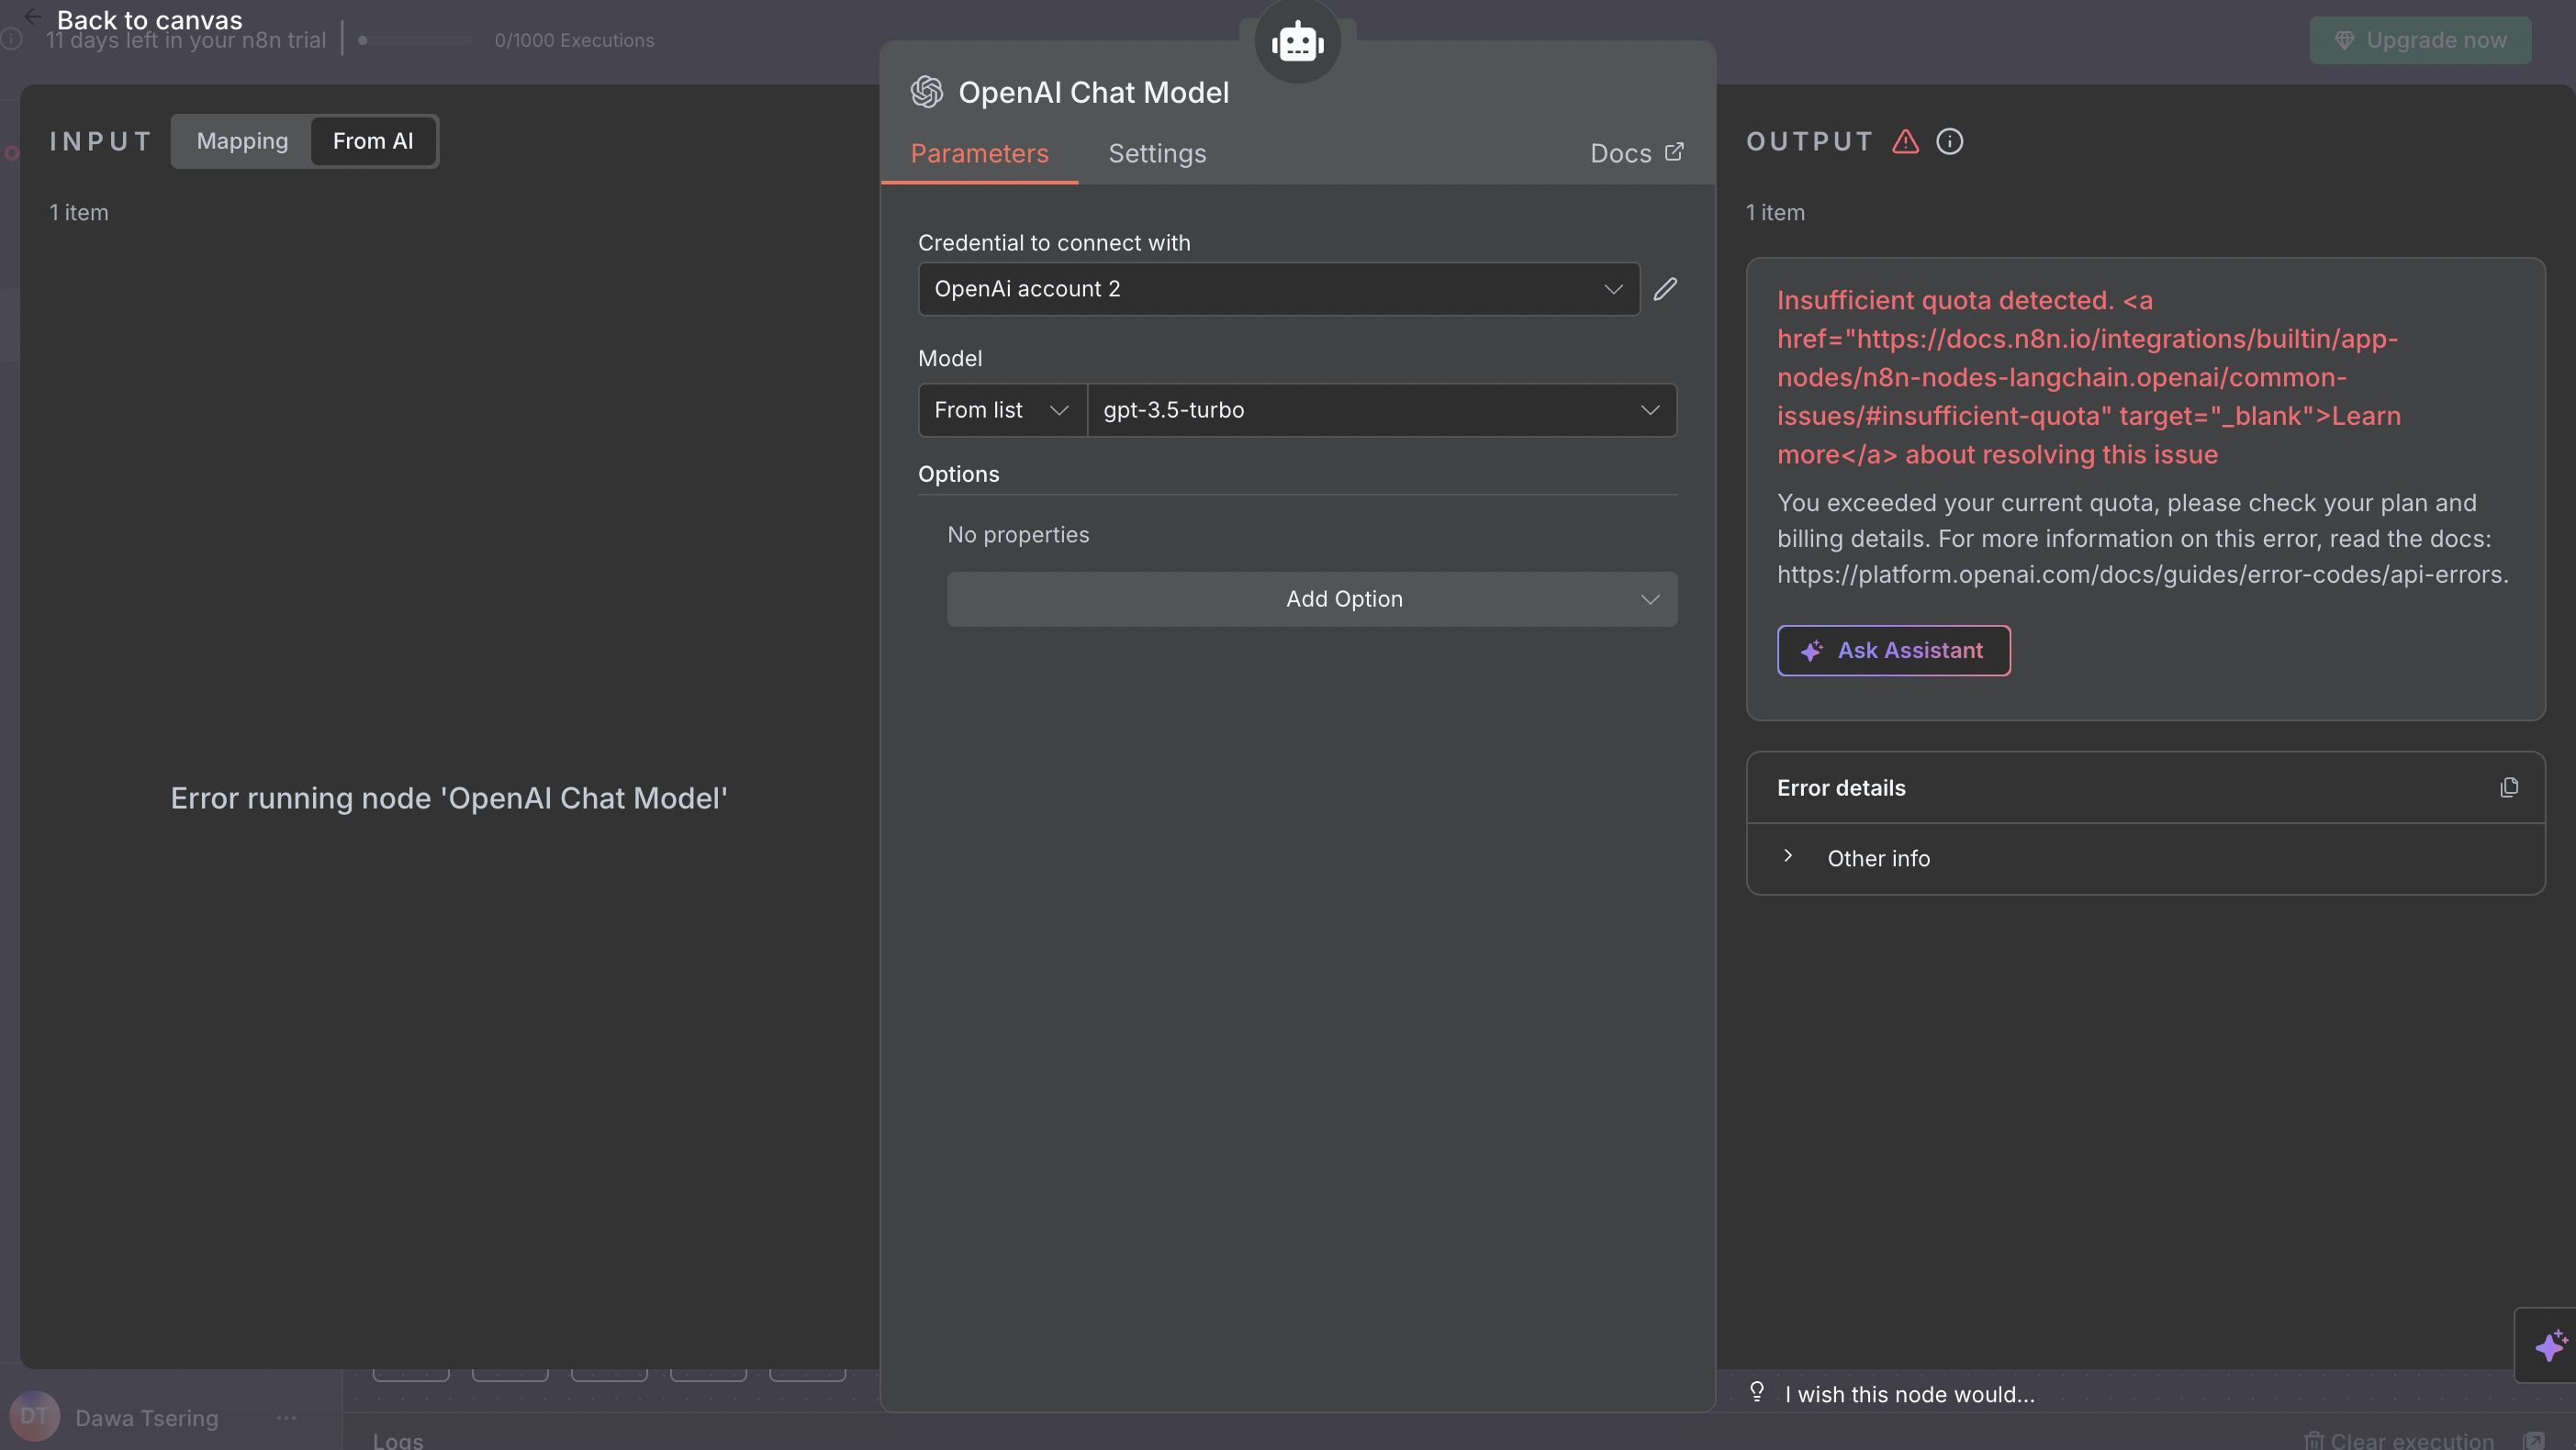 Back to canvas
11 days left in your n8n trial
0/1000 Executions
Upgrade now
INPUT
Mapping
From AI
1 item
Error running node 'OpenAI Chat Model'
OpenAI Chat Model
Parameters
Settings
Docs
Credential to connect with
OpenAi account 2
Model
From list
gpt-3.5-turbo
Options
No properties
Add Option
OUTPUT
1 item
Insufficient quota detected. <a
href="https://docs.n8n.io/integrations/builtin/app-
nodes/n8n-nodes-langchain.openai/common-
issues/#insufficient-quota" target="_blank">Learn
more</a> about resolving this issue
You exceeded your current quota, please check your plan and
billing details. For more information on this error, read the docs:
https://platform.openai.com/docs/guides/error-codes/api-errors.
Ask Assistant
Error details
Other info
I wish this node would...
DT
Dawa Tsering
Logs
Clear execution